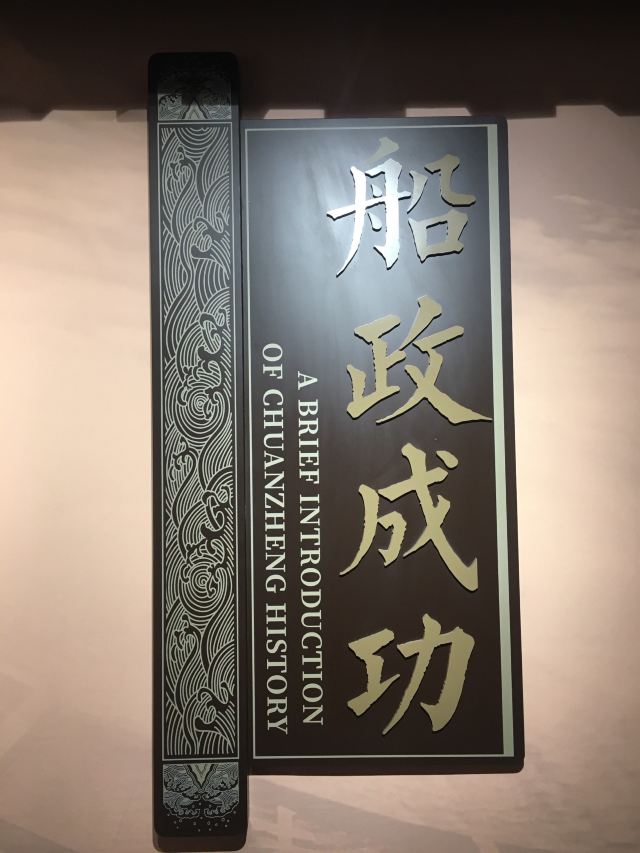 船政成功
A BRIEF INTRODUCTION
OF CHUANZHENG HISTORY